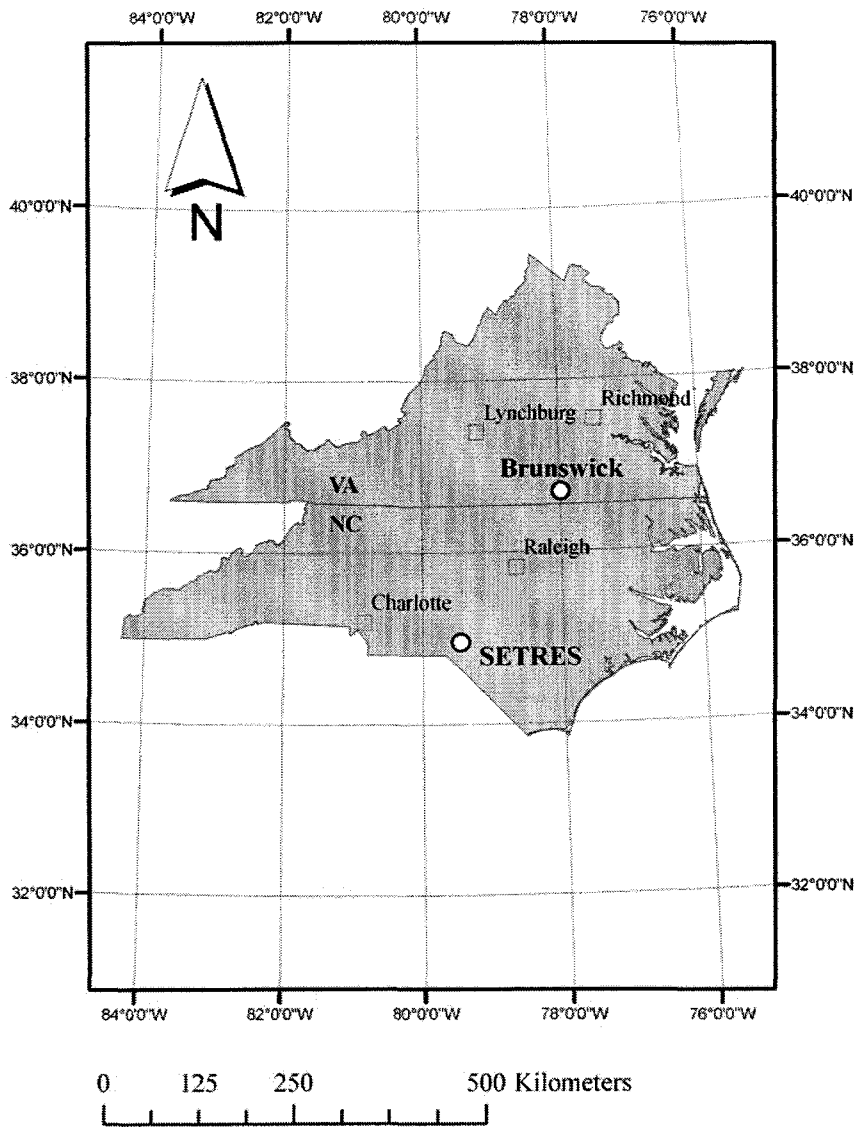 84°0'0"W 82°0'0"W 80°0'0"W 78°0'0"W 76°0'0"W
N
40°0'0"N 40°0'0"N
38°0'0"N 38°0'0"N
Richmond
Lynchburg
Brunswick
VA
NC
36°0'0"N 36°0'0"N
Raleigh
Charlotte
SETRES
34°0'0"N 34°0'0"N
32°0'0"N 32°0'0"N
84°0'0"W 82°0'0"W 80°0'0"W 78°0'0"W 76°0'0"W
0 125 250 500 Kilometers